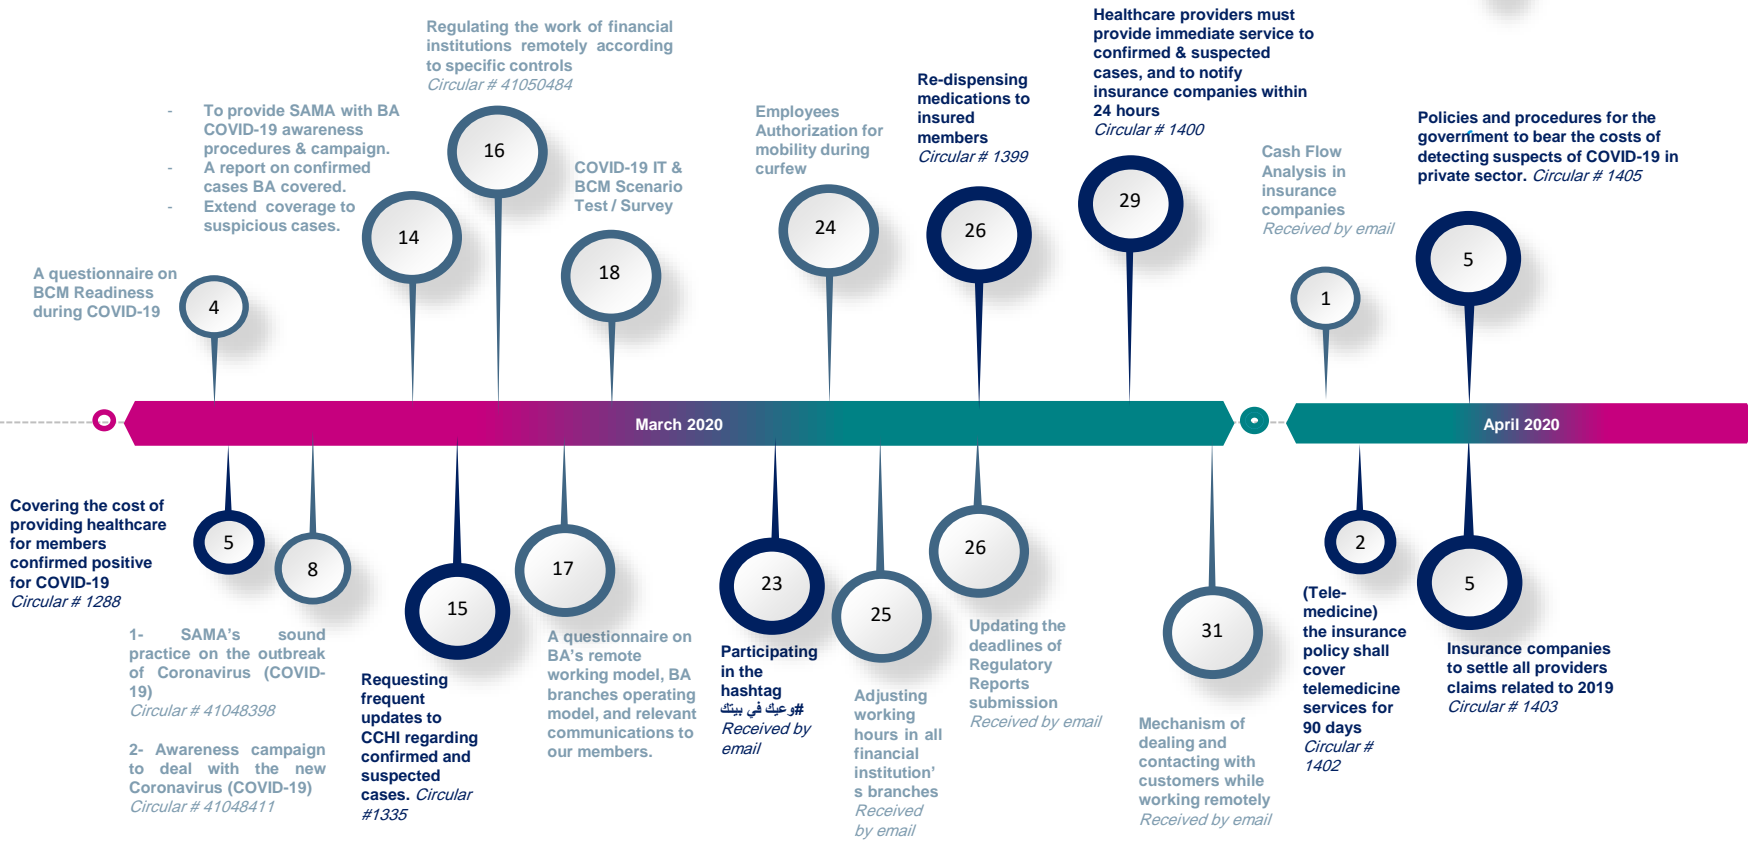 Regulating the work of financial
institutions remotely according
to specific controls
Circular # 41050484
Healthcare providers must
provide immediate service to
confirmed & suspected
cases, and to notify
insurance companies within
24 hours
Circular # 1400
- To provide SAMA with BA
COVID-19 awareness
procedures & campaign.
- A report on confirmed
cases BA covered.
- Extend coverage to
suspicious cases.
COVID-19 IT &
BCM Scenario
Test / Survey
Employees
Authorization for
mobility during
curfew
Re-dispensing
medications to
insured
members
Circular # 1399
Cash Flow
Analysis in
insurance
companies
Received by email
Policies and procedures for the
government to bear the costs of
detecting suspects of COVID-19 in
private sector. Circular # 1405
A questionnaire on
BCM Readiness
during COVID-19
4
14
16
18
24
26
29
1
5
March 2020
April 2020
Covering the cost of
providing healthcare
for members
confirmed positive
for COVID-19
Circular # 1288
5
8
15
17
23
25
26
31
2
5
1- SAMA's sound
practice on the outbreak
of Coronavirus (COVID-
19)
Circular # 41048398
2- Awareness campaign
to deal with the new
Coronavirus (COVID-19)
Circular # 41048411
Requesting
frequent
updates to
CCHI regarding
confirmed and
suspected
cases. Circular
#1335
A questionnaire on
BA's remote
working model, BA
branches operating
model, and relevant
communications to
our members.
Participating
in the
hashtag
#وعيك في بيتك
Received by
email
Adjusting
working
hours in all
financial
institution'
s branches
Received
by email
Updating the
deadlines of
Regulatory
Reports
submission
Received by email
Mechanism of
dealing and
contacting with
customers while
working remotely
Received by email
(Tele-
medicine)
the insurance
policy shall
cover
telemedicine
services for
90 days
Circular #
1402
Insurance companies
to settle all providers
claims related to 2019
Circular # 1403